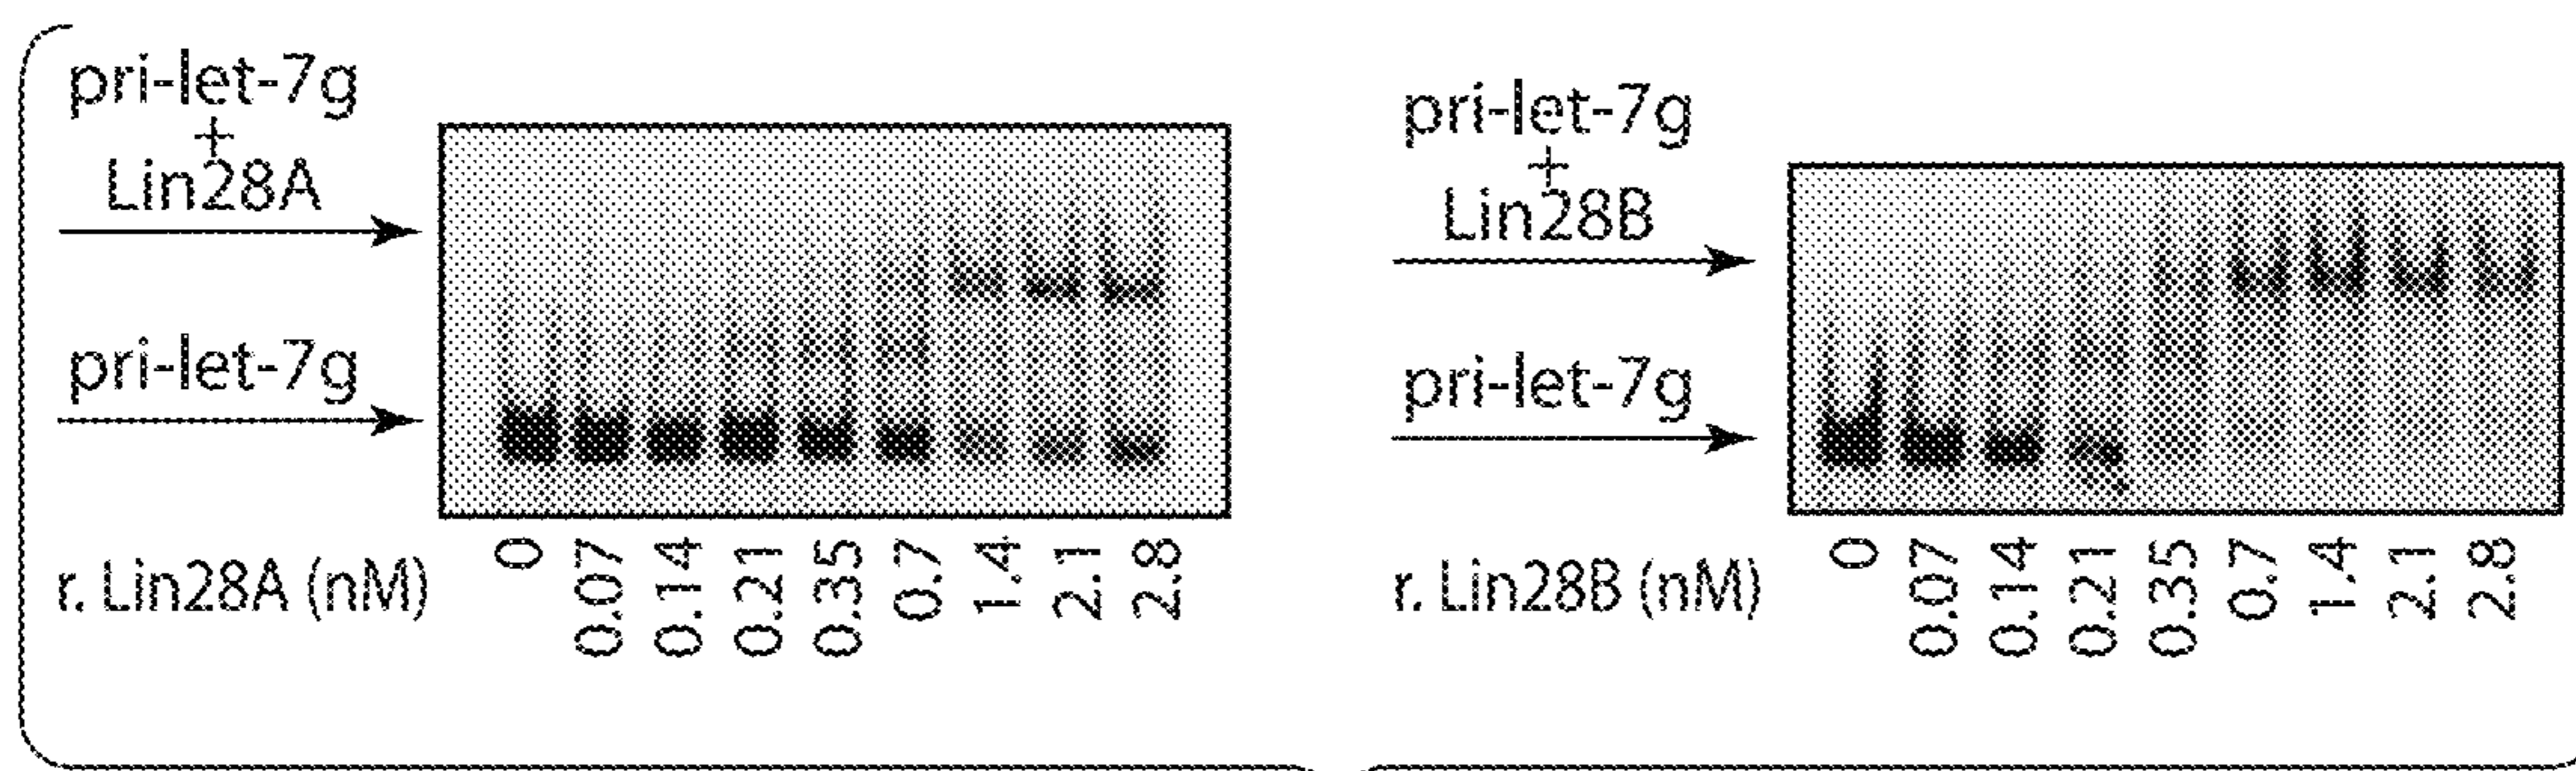 pri-let-7g
+
Lin28A
pri-let-7g
r. Lin28A (nM)
0 0.07 0.14 0.21 0.35 0.7 1.4 2.1 2.8
pri-let-7g
+
Lin28B
pri-let-7g
r. Lin28B (nM)
0 0.07 0.14 0.21 0.35 0.7 1.4 2.1 2.8